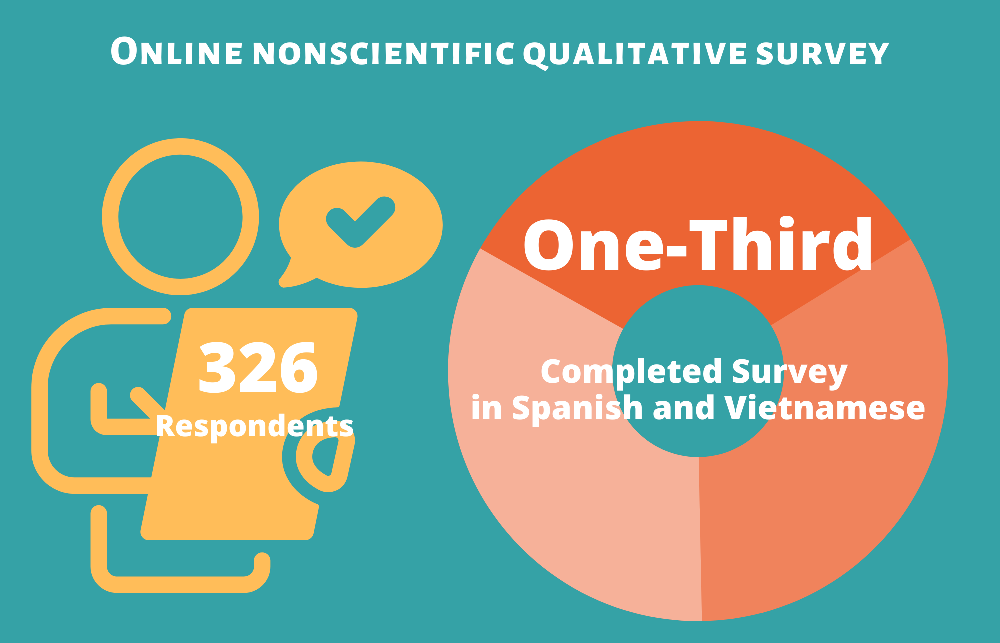 Online nonscientific qualitative survey
326
Respondents
One-Third
Completed Survey
in Spanish and Vietnamese